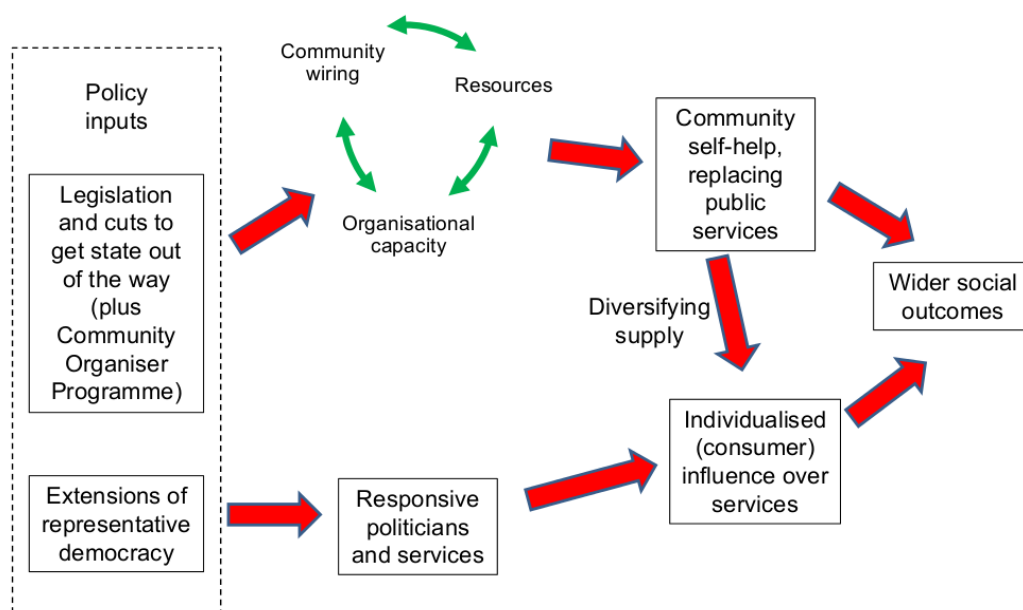 Policy
inputs
Legislation
and cuts to
get state out
of the way
(plus
Community
Organiser
Programme)
Extensions of
representative
democracy
Community
wiring
Resources
Organisational
capacity
Responsive
politicians
and services
Community
self-help,
replacing
public
services
Diversifying
supply
Individualised
(consumer)
influence over
services
Wider social
outcomes